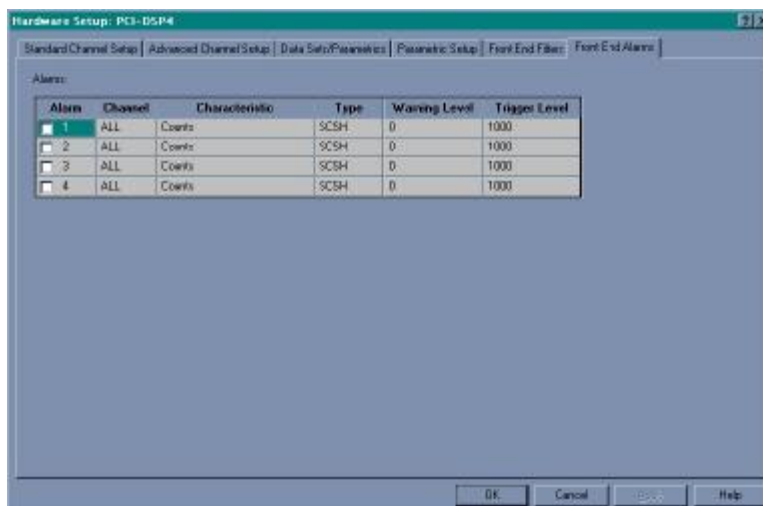 Hardware Setup: PCI-DSP4
Standard Channel Setup Advanced Channel Setup Data Sets/Parametrics Parametric Setup Front End Filters Front End Alarms
Alarms:
Alarm Channel Characteristic Type Warning Level Trigger Level
1 ALL Counts SCSH 0 1000
2 ALL Counts SCSH 0 1000
3 ALL Counts SCSH 0 1000
4 ALL Counts SCSH 0 1000
OK Cancel Help